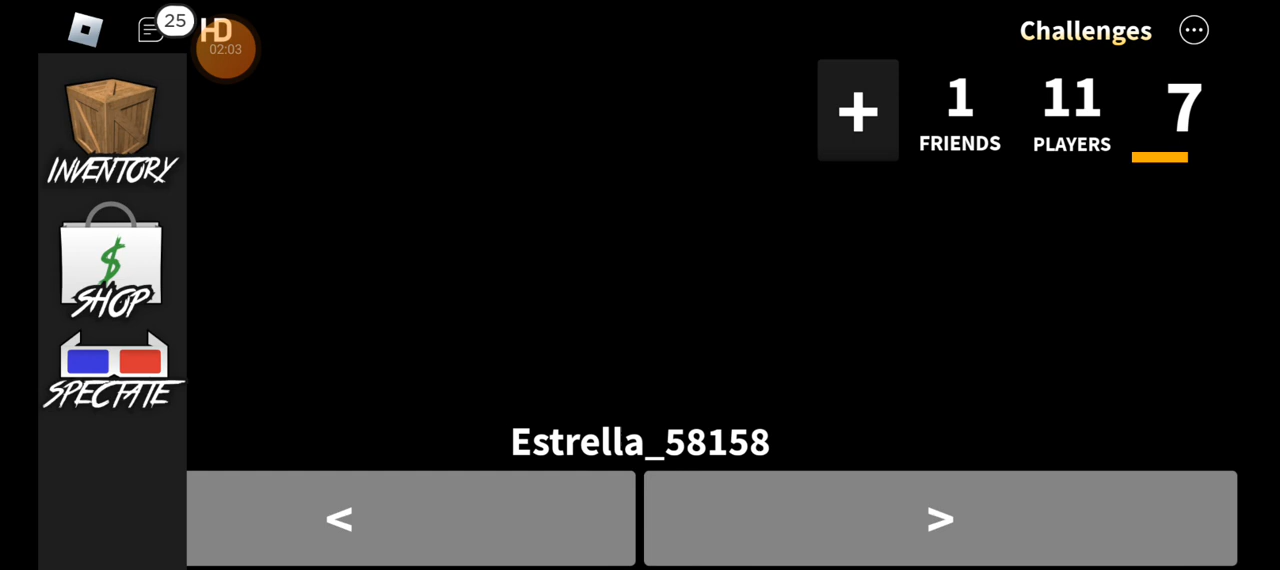 25
HD
02:03
Challenges
+
1
FRIENDS
11
PLAYERS
7
INVENTORY
$
SHOP
SPECTATE
Estrella_58158
<
>